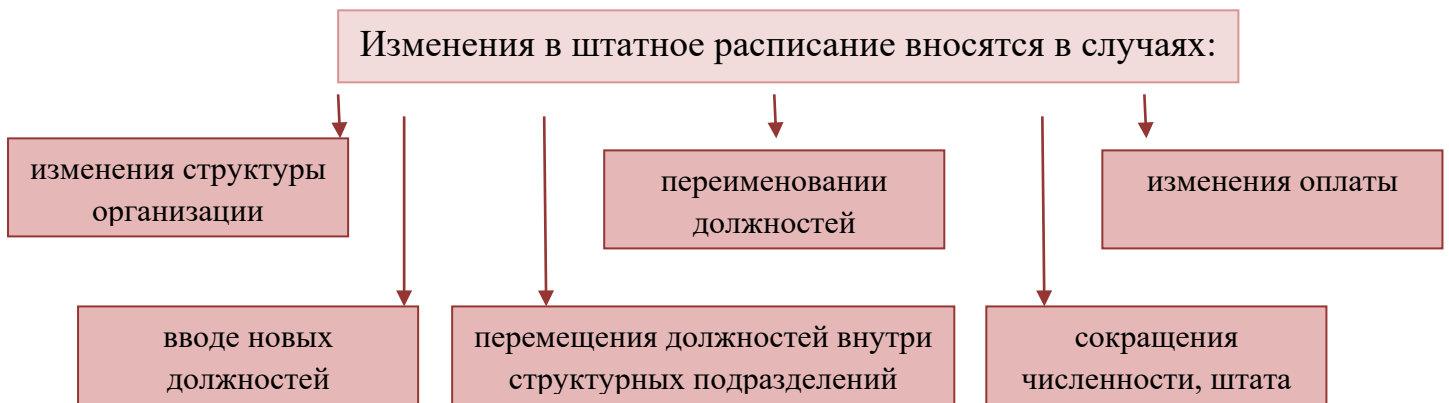 Изменения в штатное расписание вносятся в случаях:
изменения структуры
организации
переименовании
должностей
изменения оплаты
вводе новых
должностей
перемещения должностей внутри
структурных подразделений
сокращения
численности, штата